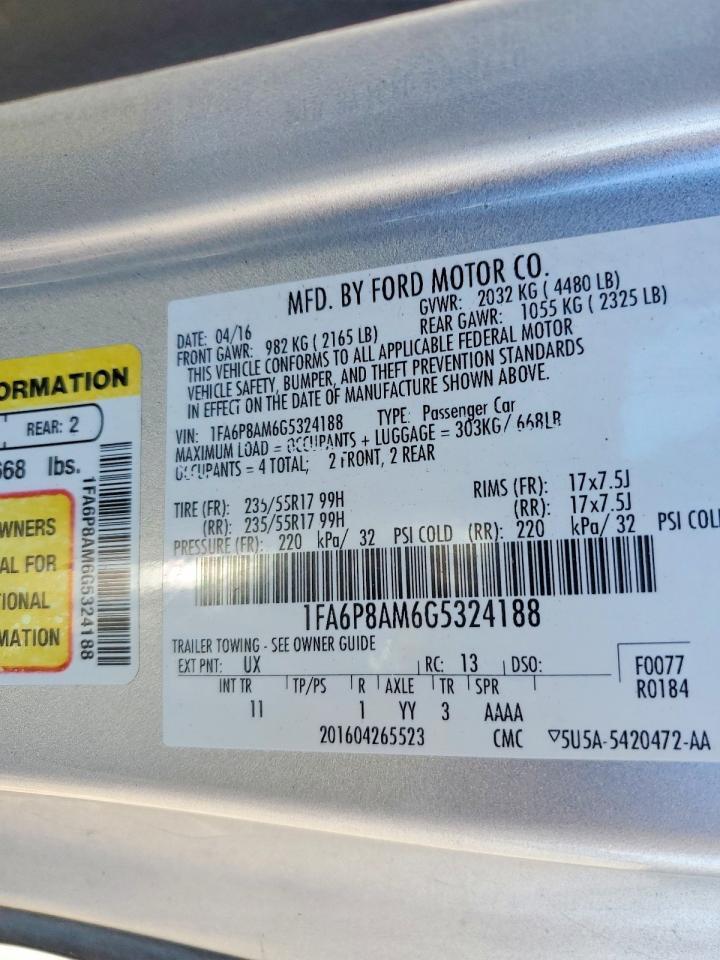 ORMATION
REAR: 2
668 lbs.
1FA6P8AM6G5324188
WNERS
AL FOR
TIONAL
RMATION
MFD. BY FORD MOTOR CO.
DATE: 04/16 GVWR: 2032 KG ( 4480 LB)
FRONT GAWR: 982 KG ( 2165 LB) REAR GAWR: 1055 KG ( 2325 LB)
THIS VEHICLE CONFORMS TO ALL APPLICABLE FEDERAL MOTOR
VEHICLE SAFETY, BUMPER, AND THEFT PREVENTION STANDARDS
IN EFFECT ON THE DATE OF MANUFACTURE SHOWN ABOVE.
VIN: 1FA6P8AM6G5324188 TYPE: Passenger Car
MAXIMUM LOAD = OCCUPANTS + LUGGAGE = 303KG/ 668LB
OCCUPANTS = 4 TOTAL; 2 FRONT, 2 REAR
TIRE (FR): 235/55R17 99H RIMS (FR): 17x7.5J
(RR): 235/55R17 99H (RR): 17x7.5J
PRESSURE (FR): 220 kPa/ 32 PSI COLD (RR): 220 kPa/ 32 PSI COLD
1FA6P8AM6G5324188
TRAILER TOWING - SEE OWNER GUIDE
EXT PNT: UX RC: 13 DSO: F0077
R0184
INT TR TP/PS R AXLE TR SPR
11 1 YY 3 AAAA
201604265523 CMC ▽5U5A-5420472-AA